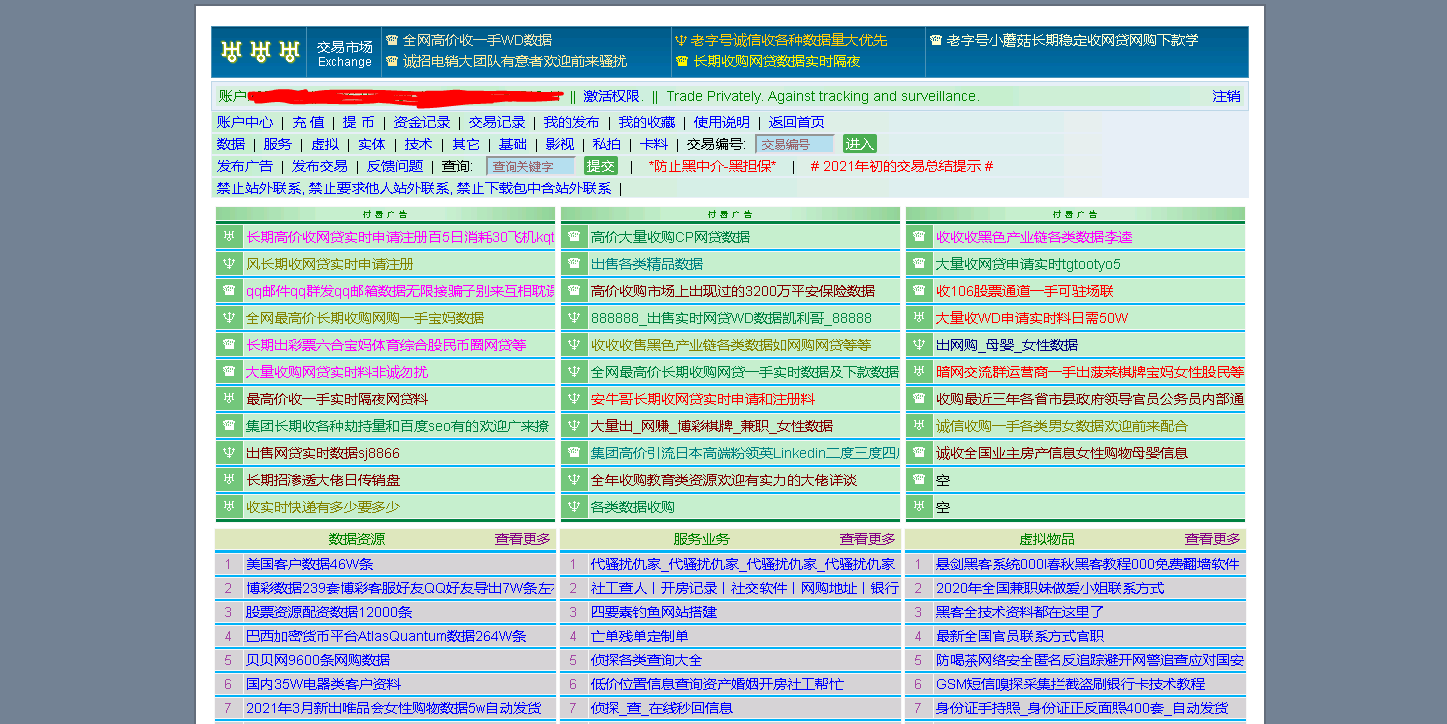 交易市场
Exchange
全网高价收一手WD数据
诚招电销大团队有意者欢迎前来骚扰
老字号诚信收各种数据量大优先
长期收购网贷数据实时隔夜
老字号小蘑菇长期稳定收网贷网购下款学
账户 || 激活权限. || Trade Privately. Against tracking and surveillance. 注销
账户中心 | 充 值 | 提 币 | 资金记录 | 交易记录 | 我的发布 | 我的收藏 | 使用说明 | 返回首页
数据 | 服务 | 虚拟 | 实体 | 技术 | 其它 | 基础 | 影视 | 私拍 | 卡料 | 交易编号: 交易编号 进入
发布广告 | 发布交易 | 反馈问题 | 查询: 查询关键字 提交 | *防止黑中介-黑担保* | # 2021年初的交易总结提示 #
禁止站外联系, 禁止要求他人站外联系, 禁止下载包中含站外联系 |
付费广告
长期高价收网贷实时申请注册百5日消耗30飞机kqt
风长期收网贷实时申请注册
qq邮件qq群发qq邮箱数据无限接骗子别来互相耽误
全网最高价长期收购网购一手宝妈数据
长期出彩票六合宝妈体育综合股民币圈网贷等
大量收购网贷实时料非诚勿扰
最高价收一手实时隔夜网贷料
集团长期收各种劫持量和百度seo有的欢迎广来撩
出售网贷实时数据sj8866
长期招渗透大佬日传销盘
收实时快递有多少要多少
付费广告
高价大量收购CP网贷数据
出售各类精品数据
高价收购市场上出现过的3200万平安保险数据
888888_出售实时网贷WD数据凯利哥_88888
收收收售黑色产业链各类数据如网购网贷等等
全网最高价长期收购网贷一手实时数据及下款数据
安牛哥长期收网贷实时申请和注册料
大量出_网赚_博彩棋牌_兼职_女性数据
集团高价引流日本高端粉领英Linkedin二度三度四
全年收购教育类资源欢迎有实力的大佬详谈
各类数据收购
付费广告
收收收黑色产业链各类数据李逵
大量收网贷申请实时tgtootyo5
收106股票通道一手可驻场联
大量收WD申请实时料日需50W
出网购_母婴_女性数据
暗网交流群运营商一手出菠菜棋牌宝妈女性股民等
收购最近三年各省市县政府领导官员公务员内部通
诚信收购一手各类男女数据欢迎前来配合
诚收全国业主房产信息女性购物母婴信息
空
空
数据资源 查看更多
1 美国客户数据46W条
2 博彩数据239套博彩客服好友QQ好友导出7W条左
3 股票资源配资数据12000条
4 巴西加密货币平台AtlasQuantum数据264W条
5 贝贝网9600条网购数据
6 国内35W电器类客户资料
7 2021年3月新出唯品会女性购物数据5w自动发货
服务业务 查看更多
1 代骚扰仇家_代骚扰仇家_代骚扰仇家_代骚扰仇家
2 社工查人丨开房记录丨社交软件丨网购地址丨银行
3 四要素钓鱼网站搭建
4 亡单残单定制单
5 侦探各类查询大全
6 低价位置信息查询资产婚姻开房社工帮忙
7 侦探_查_在线秒回信息
虚拟物品 查看更多
1 悬剑黑客系统000I春秋黑客教程000免费翻墙软件
2 2020年全国兼职妹做爱小姐联系方式
3 黑客全技术资料都在这里了
4 最新全国官员联系方式官职
5 防喝茶网络安全匿名反追踪避开网警追查应对国安
6 GSM短信嗅探采集拦截盗刷银行卡技术教程
7 身份证手持照_身份证正反面照400套_自动发货